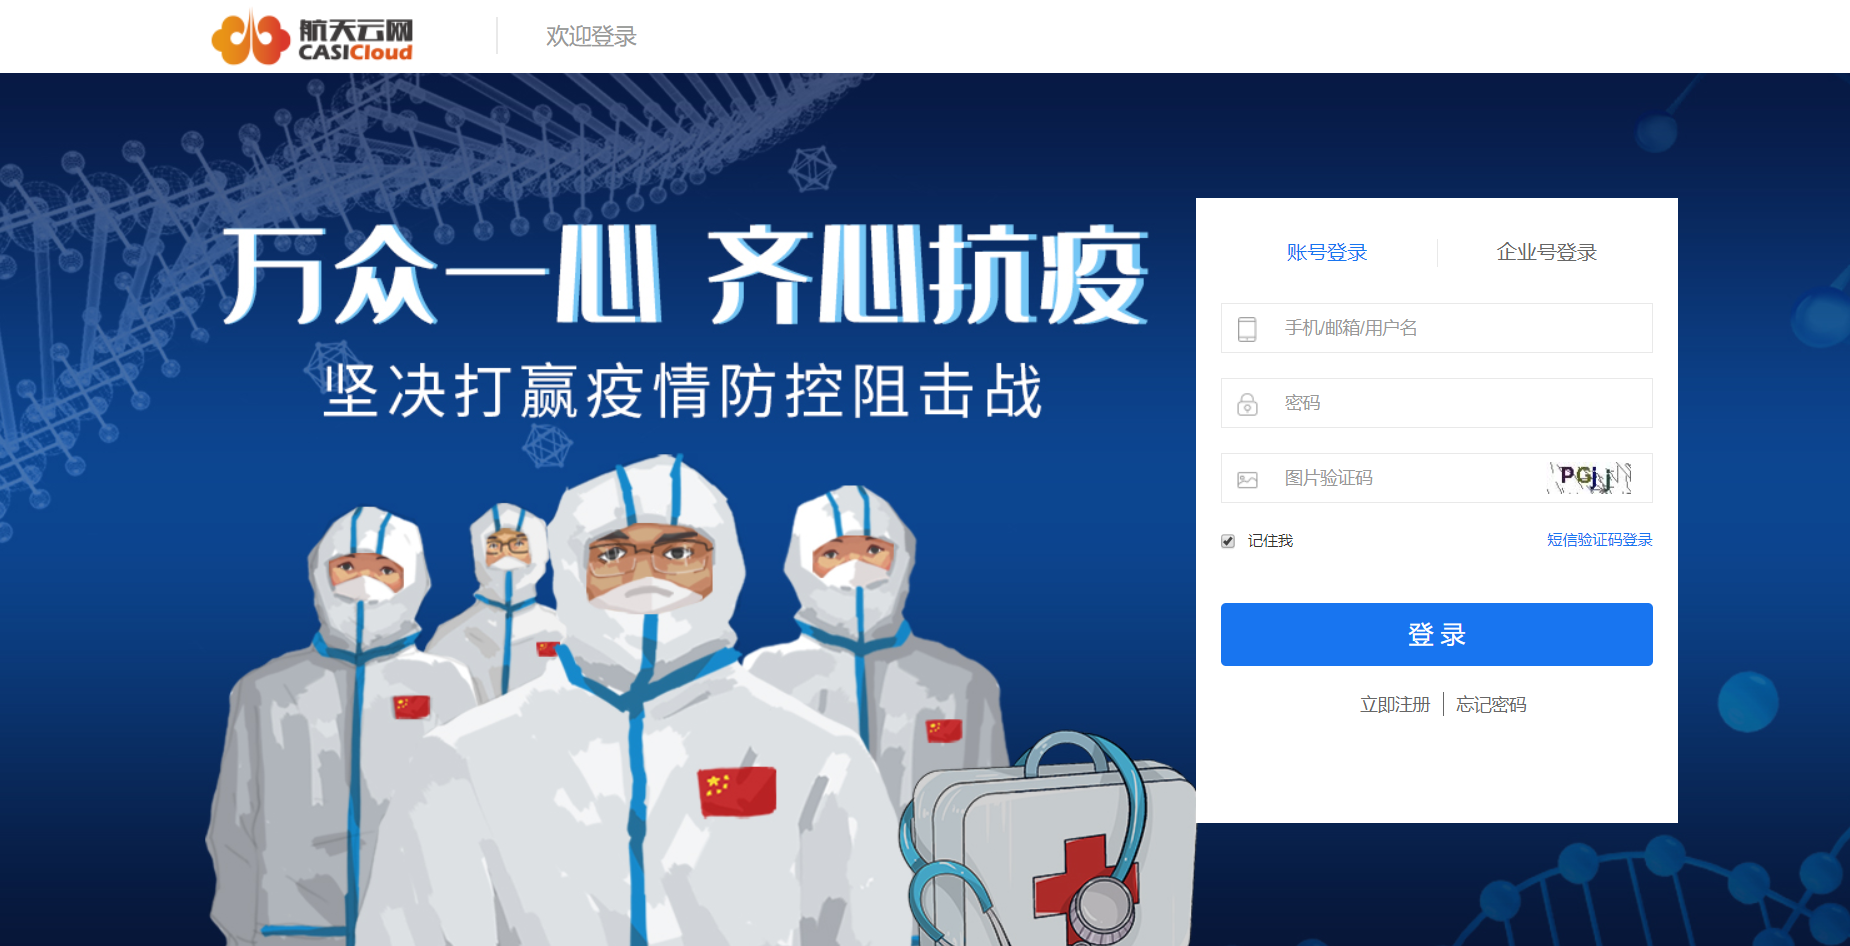 航天云网
CASICloud
欢迎登录
万众一心 齐心抗疫
坚决打赢疫情防控阻击战
账号登录
企业号登录
手机/邮箱/用户名
密码
图片验证码
PGjj
记住我
短信验证码登录
登录
立即注册
忘记密码